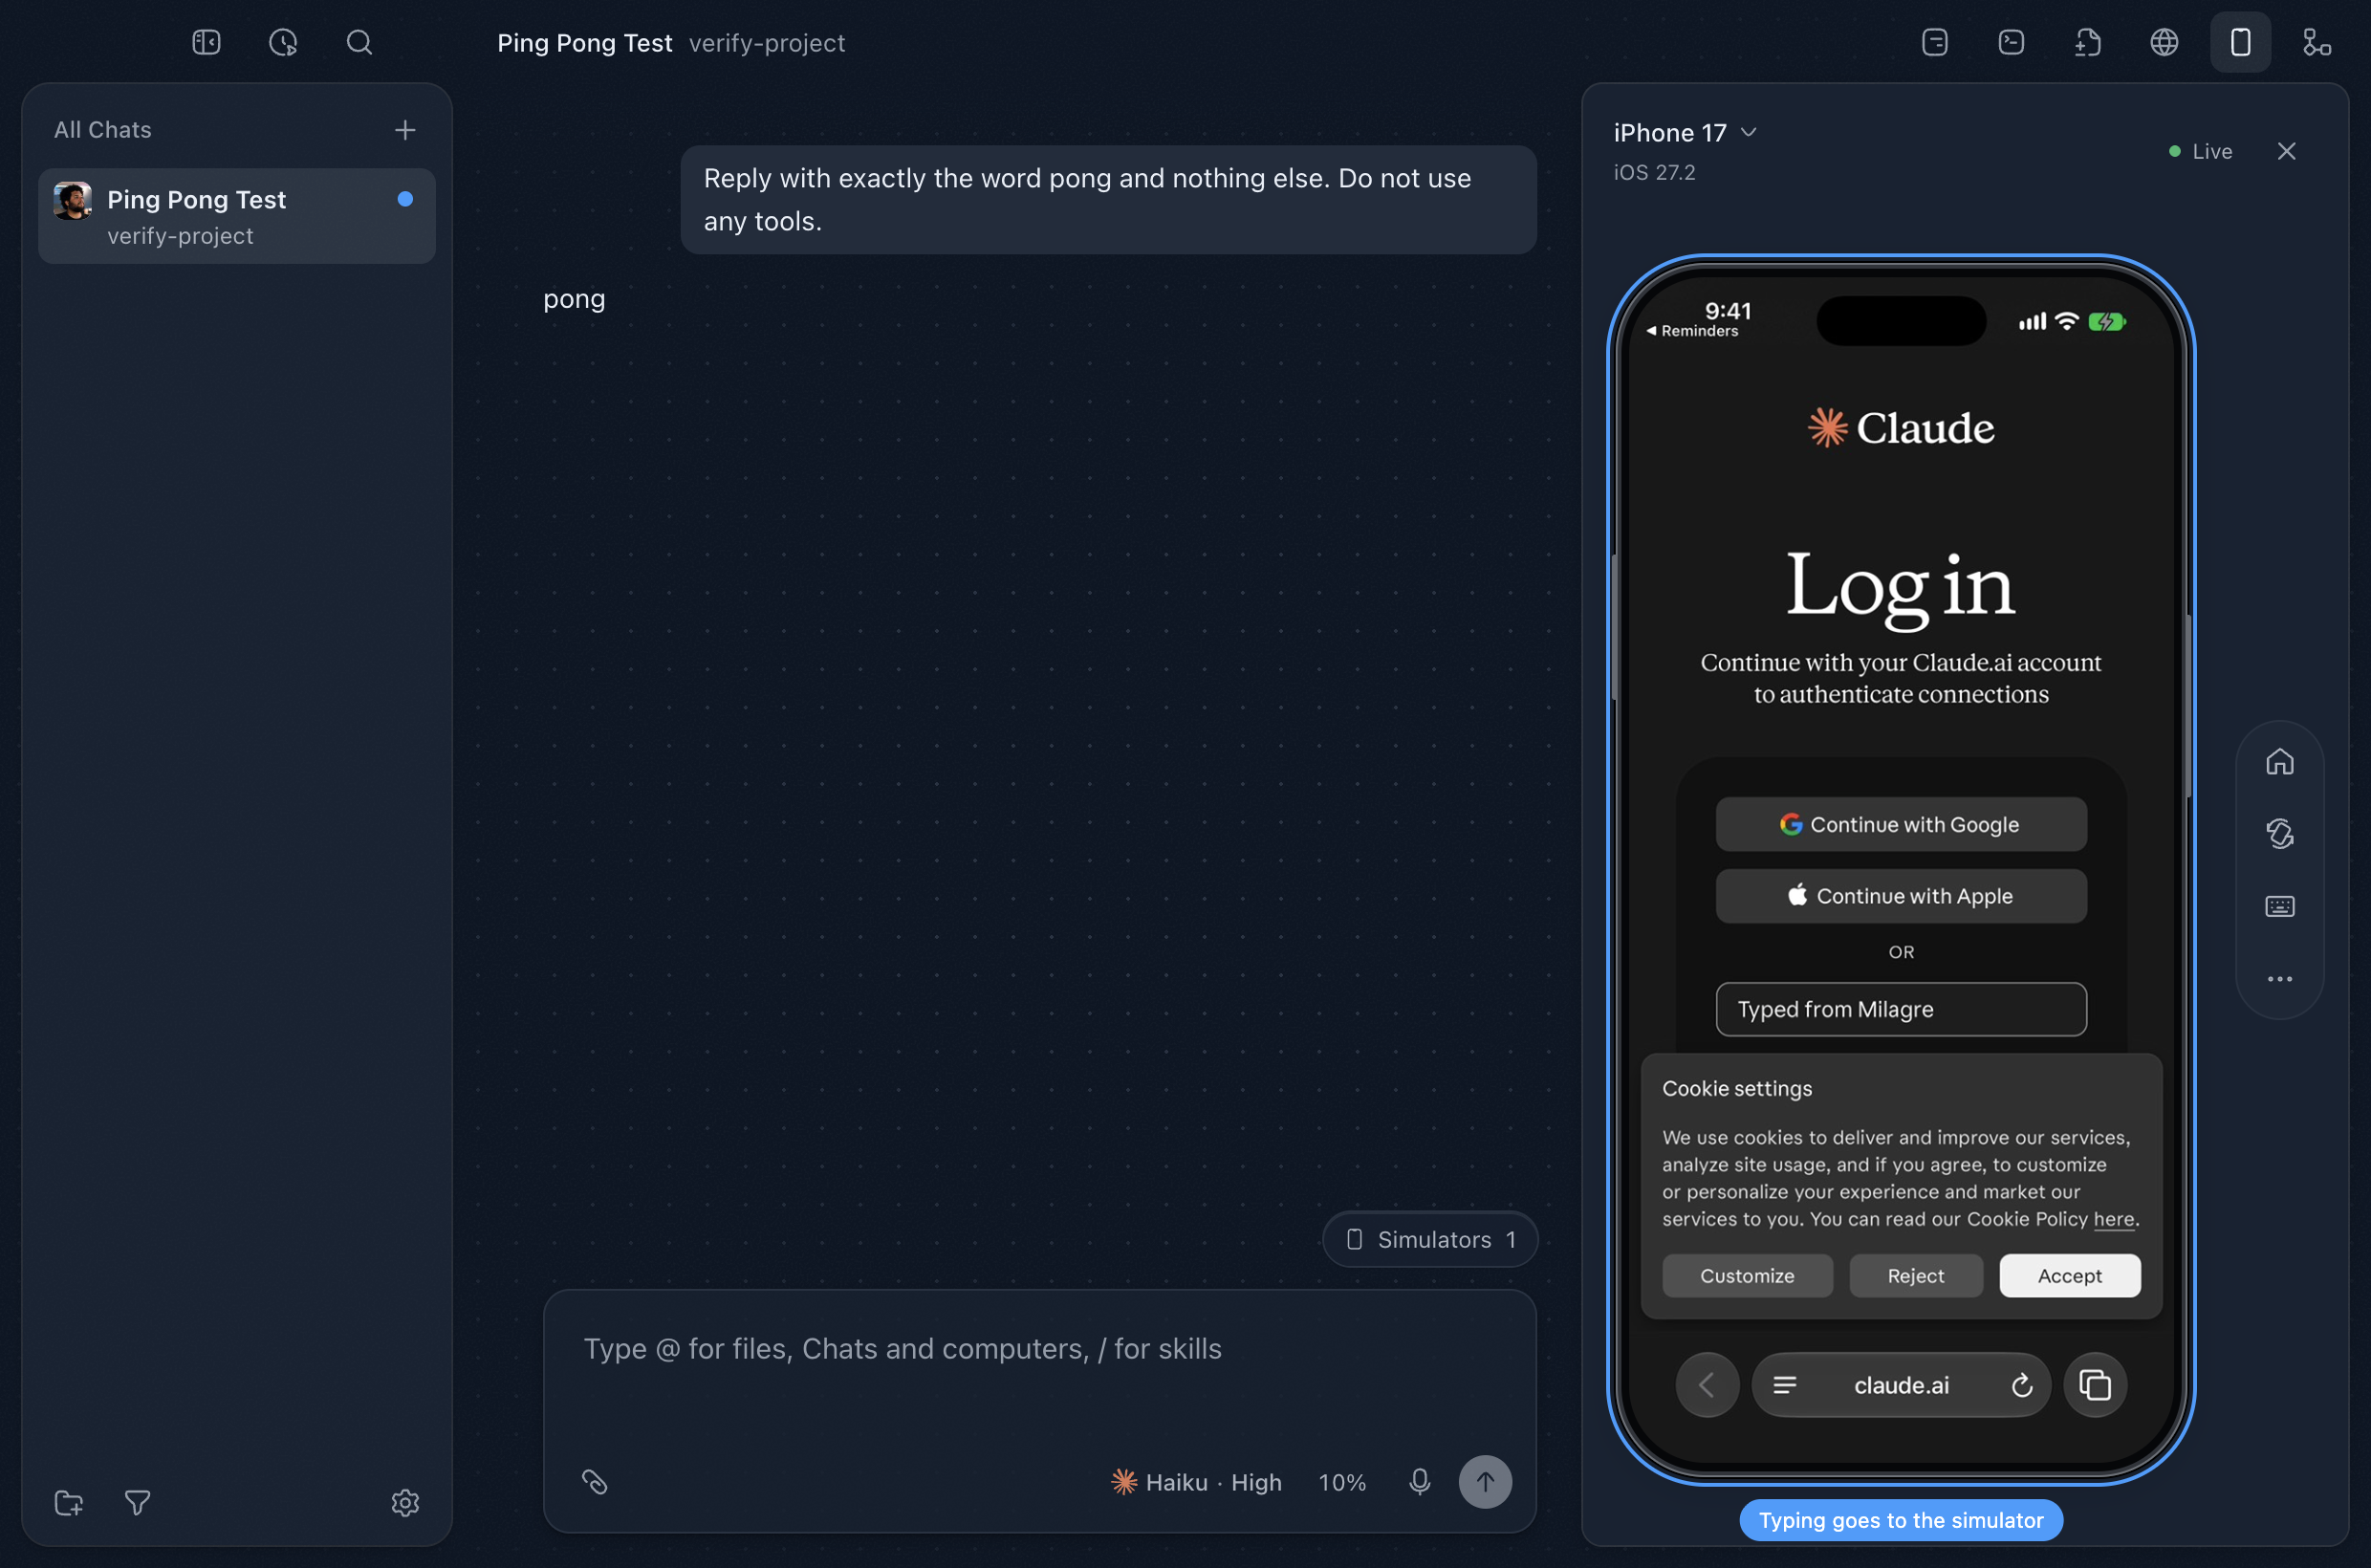 Ping Pong Test verify-project
All Chats
Ping Pong Test
verify-project
Reply with exactly the word pong and nothing else. Do not use
any tools.
pong
Simulators 1
Type @ for files, Chats and computers, / for skills
Haiku · High 10%
iPhone 17
iOS 27.2
Live
9:41
◀ Reminders
Claude
Log in
Continue with your Claude.ai account
to authenticate connections
Continue with Google
Continue with Apple
OR
Typed from Milagre
Cookie settings
We use cookies to deliver and improve our services,
analyze site usage, and if you agree, to customize
or personalize your experience and market our
services to you. You can read our Cookie Policy here.
Customize Reject Accept
claude.ai
Typing goes to the simulator